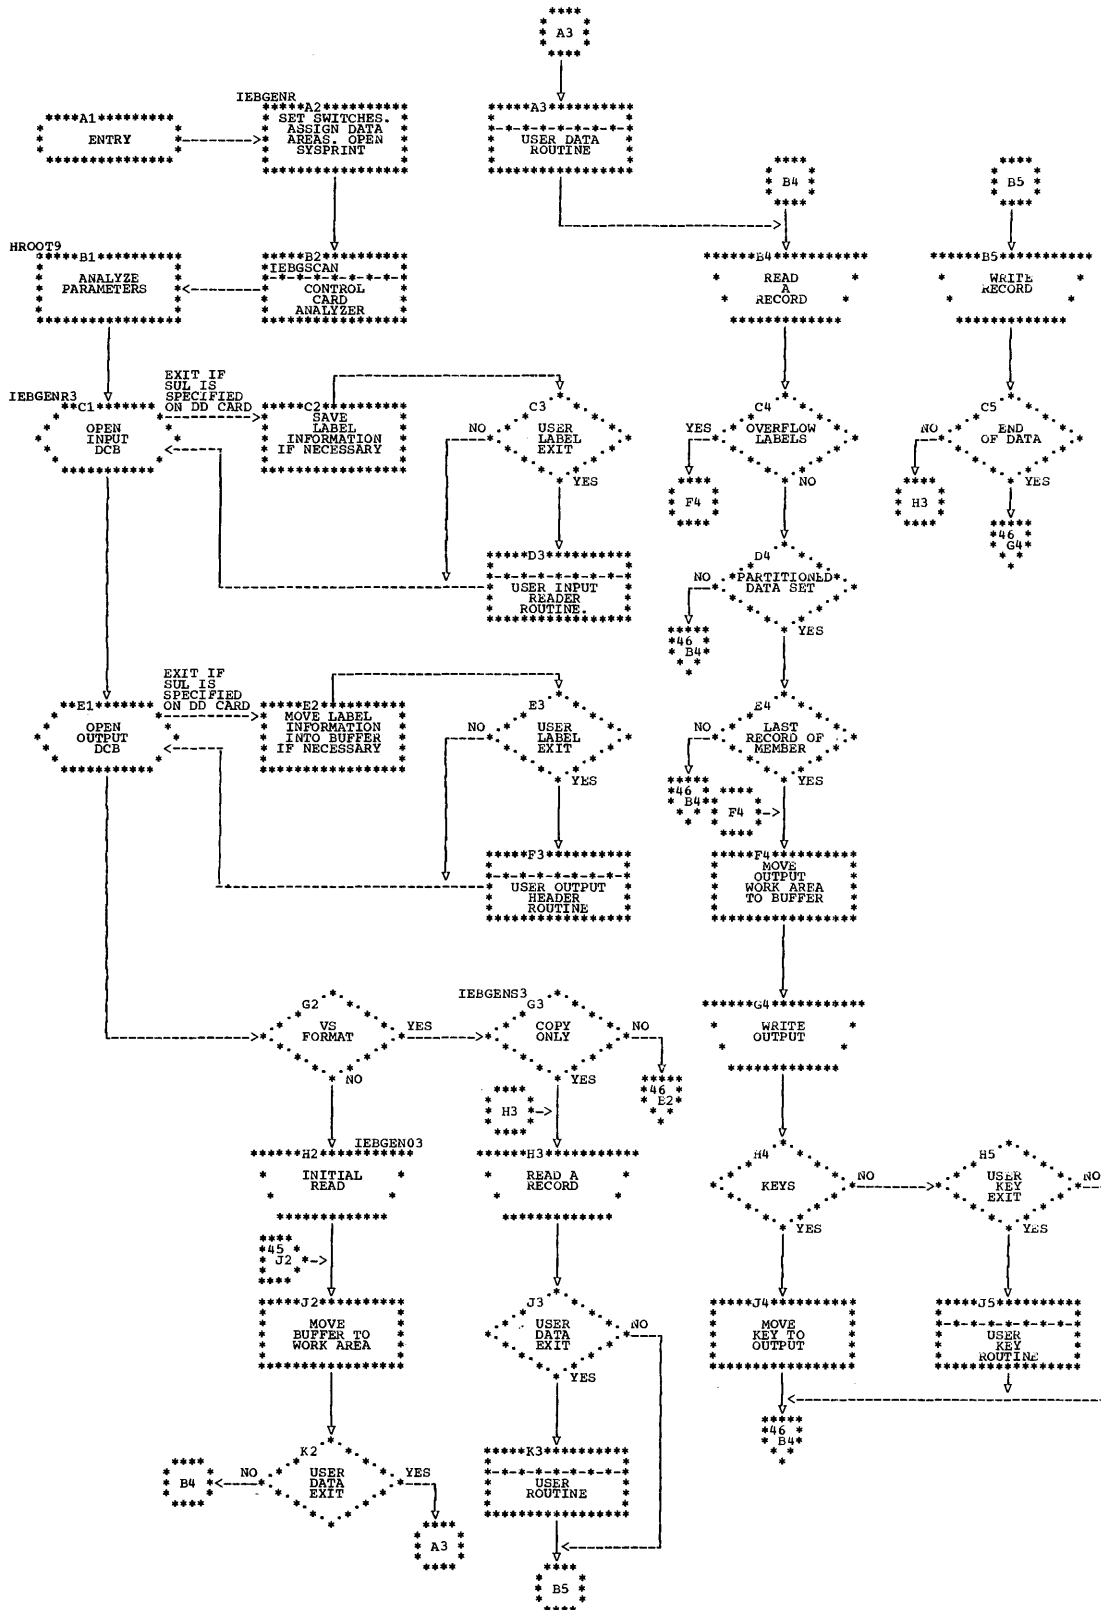 A3
IEBGENR
A1
ENTRY
A2
SET SWITCHES.
ASSIGN DATA
AREAS. OPEN
SYSPRINT
A3
USER DATA
ROUTINE
B4
B5
HROOT9
B1
ANALYZE
PARAMETERS
B2
IEBGSCAN
CONTROL
CARD
ANALYZER
B4
READ
A
RECORD
B5
WRITE
RECORD
IEBGENR3
C1
OPEN
INPUT
DCB
EXIT IF
SUL IS
SPECIFIED
ON DD CARD
C2
SAVE
LABEL
INFORMATION
IF NECESSARY
C3
USER
LABEL
EXIT
NO
YES
C4
OVERFLOW
LABELS
YES
NO
F4
C5
END
OF DATA
NO
YES
H3
46
G4
D3
USER INPUT
READER
ROUTINE.
D4
PARTITIONED
DATA SET
NO
YES
46
B4
E1
OPEN
OUTPUT
DCB
EXIT IF
SUL IS
SPECIFIED
ON DD CARD
E2
MOVE LABEL
INFORMATION
INTO BUFFER
IF NECESSARY
E3
USER
LABEL
EXIT
NO
YES
E4
LAST
RECORD OF
MEMBER
NO
YES
46
B4
F4
F3
USER OUTPUT
HEADER
ROUTINE
F4
MOVE
OUTPUT
WORK AREA
TO BUFFER
G2
VS
FORMAT
YES
NO
IEBGENS3
G3
COPY
ONLY
NO
YES
46
B2
G4
WRITE
OUTPUT
H3
IEBGEN03
H2
INITIAL
READ
H3
READ A
RECORD
H4
KEYS
NO
YES
H5
USER
KEY
EXIT
NO
YES
45
J2
J2
MOVE
BUFFER TO
WORK AREA
J3
USER
DATA
EXIT
NO
YES
J4
MOVE
KEY TO
OUTPUT
J5
USER
KEY
ROUTINE
46
B4
B4
NO
K2
USER
DATA
EXIT
YES
A3
K3
USER
ROUTINE
B5